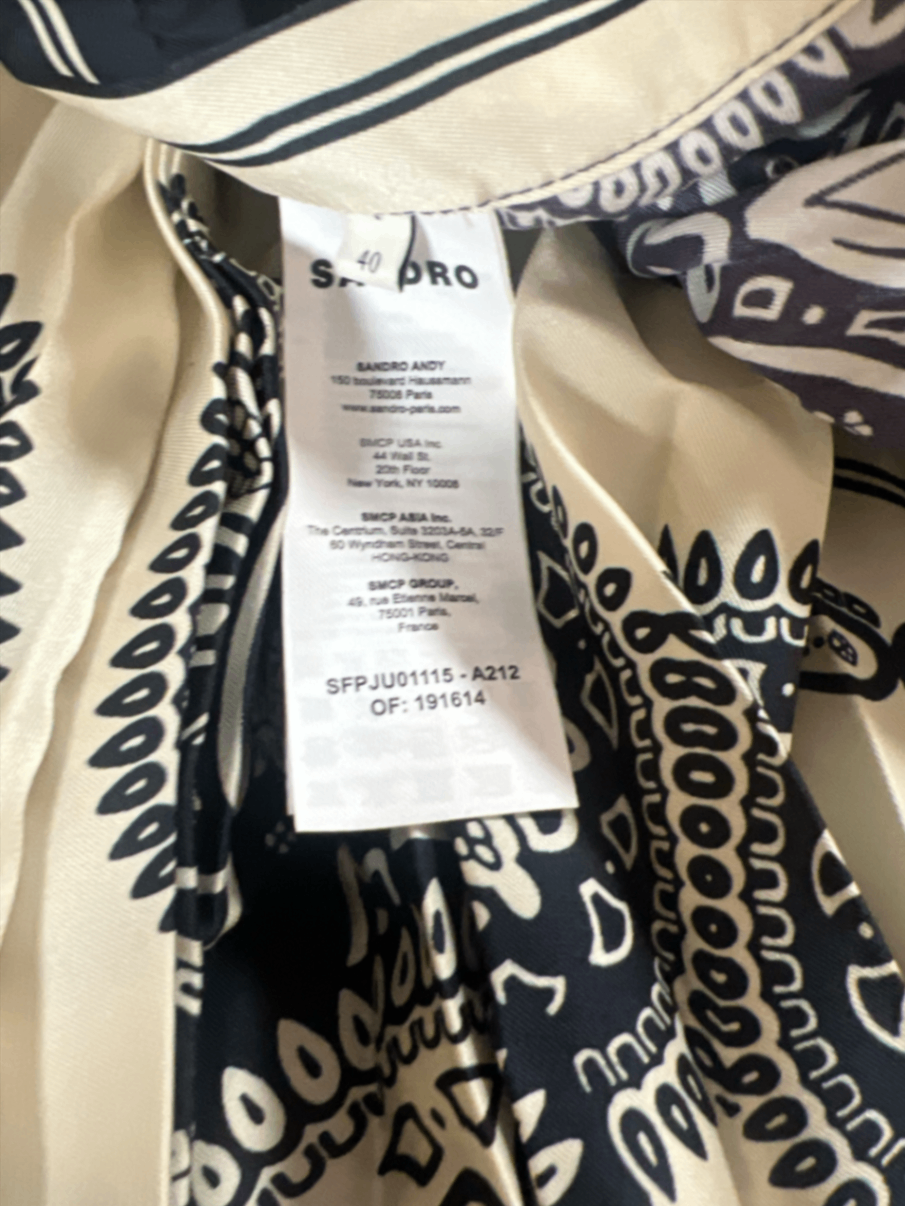 40
SANDRO
SANDRO ANDY
150 boulevard Haussmann
75008 Paris
www.sandro-paris.com
SMCP USA Inc.
44 Wall St.
20th Floor
New York, NY 10005
SMCP ASIA Inc.
The Centrium, Suite 3203A-5A, 32/F
60 Wyndham Street, Central
HONG-KONG
SMCP GROUP,
49, rue Etienne Marcel,
75001 Paris,
France
SFPJU01115 - A212
OF: 191614